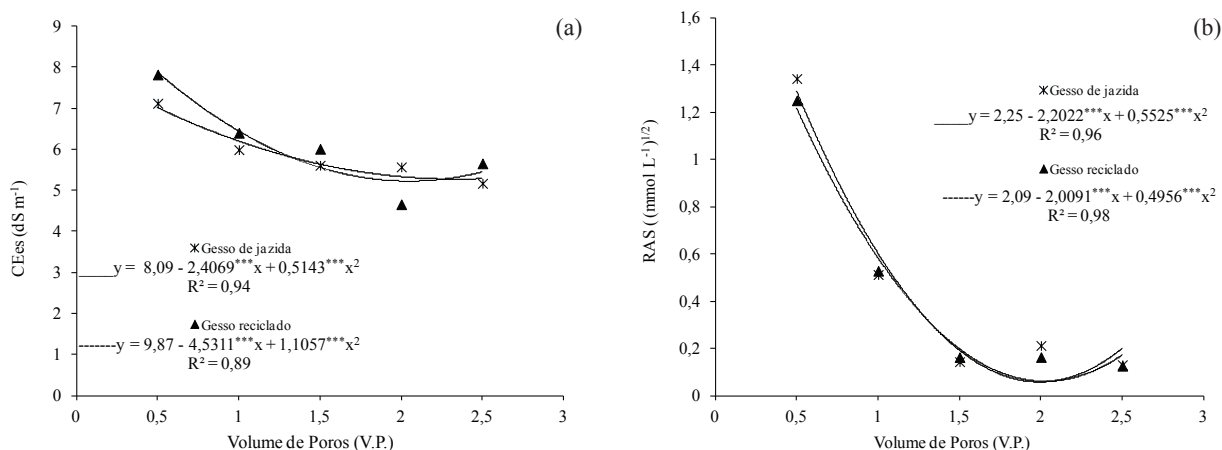 (a)
9
8
7
6
5
4
3
2
1
0
CEes (dS m⁻¹)
Gesso de jazida
y = 8,09 - 2,4069***x + 0,5143***x²
R² = 0,94
Gesso reciclado
y = 9,87 - 4,5311***x + 1,1057***x²
R² = 0,89
0 0,5 1 1,5 2 2,5 3
Volume de Poros (V.P.)
(b)
1,6
1,4
1,2
1
0,8
0,6
0,4
0,2
0
RAS ((mmol L⁻¹)¹/²)
Gesso de jazida
y = 2,25 - 2,2022***x + 0,5525***x²
R² = 0,96
Gesso reciclado
y = 2,09 - 2,0091***x + 0,4956***x²
R² = 0,98
0 0,5 1 1,5 2 2,5 3
Volume de Poros (V.P.)